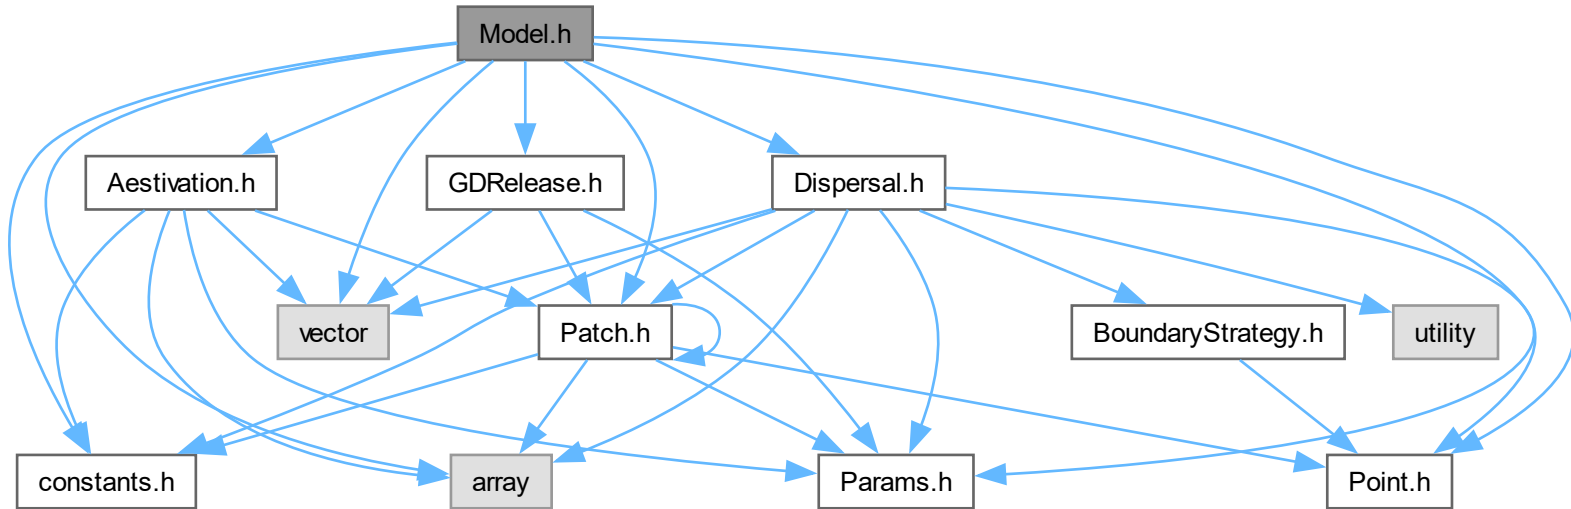 Model.h
Aestivation.h
GDRelease.h
Dispersal.h
vector
Patch.h
BoundaryStrategy.h
utility
constants.h
array
Params.h
Point.h